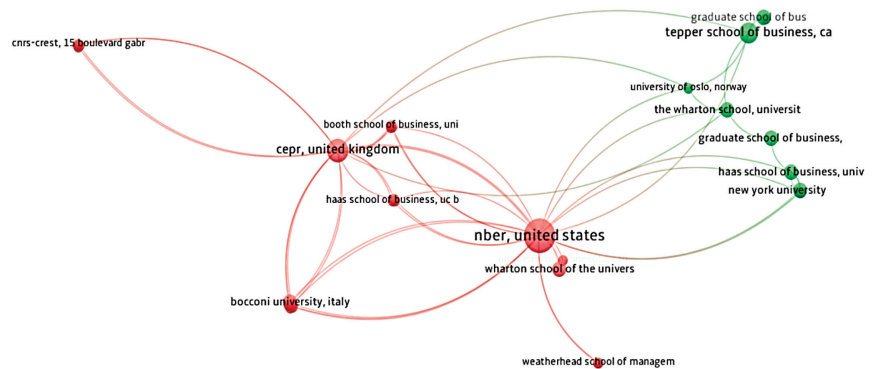 graduate school of bus
tepper school of business, ca
cnrs-crest, 15 boulevard gabr
university of oslo, norway
the wharton school, universit
booth school of business, uni
graduate school of business,
cepr, united kingdom
haas school of business, univ
new york university
haas school of business, uc b
nber, united states
wharton school of the univers
bocconi university, italy
weatherhead school of managem